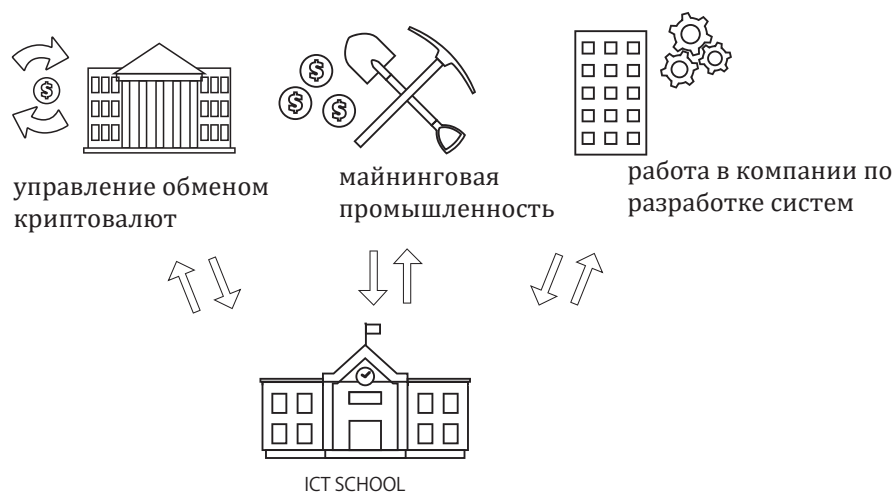 управление обменом
криптовалют
майнинговая
промышленность
работа в компании по
разработке систем
ICT SCHOOL